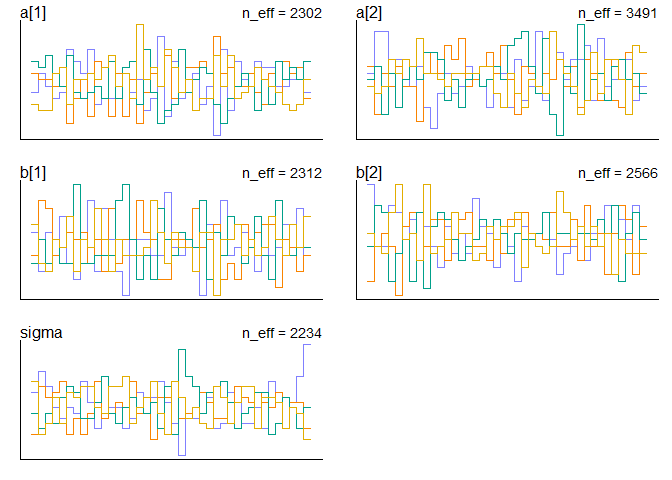 a[1] n_eff = 2302
a[2] n_eff = 3491
b[1] n_eff = 2312
b[2] n_eff = 2566
sigma n_eff = 2234